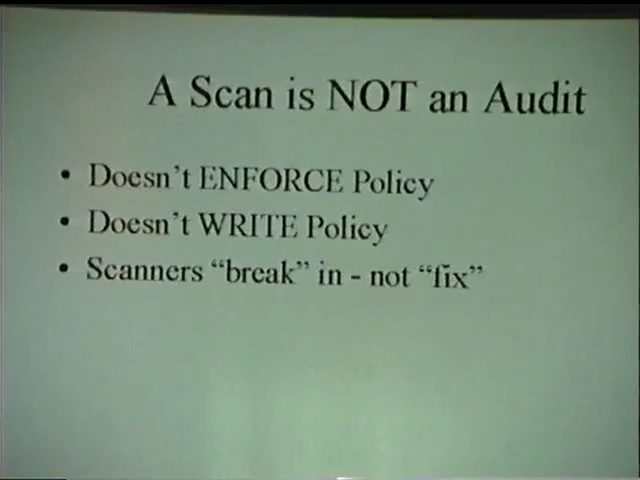 A Scan is NOT an Audit
• Doesn't ENFORCE Policy
• Doesn't WRITE Policy
• Scanners “break” in - not “fix”